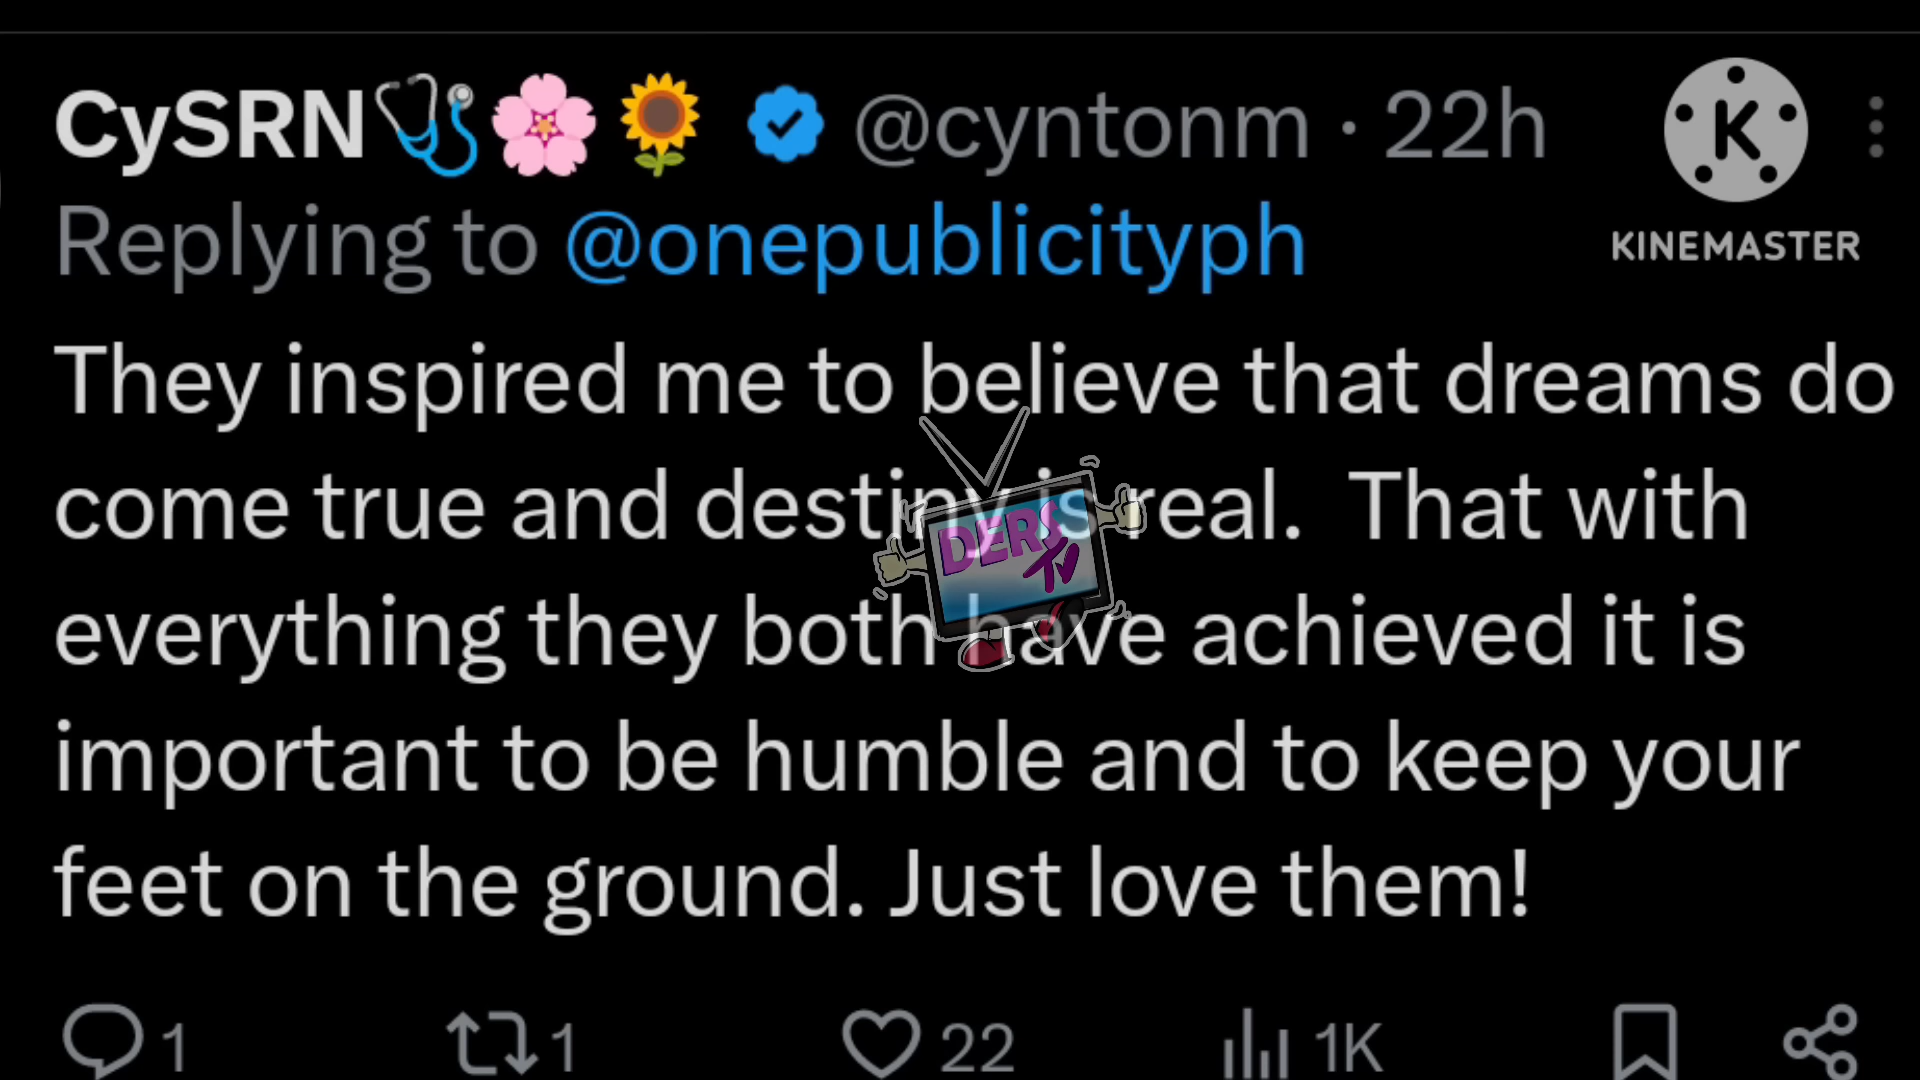 CySRN🩺🌸🌻 @cyntonm · 22h
K
KINEMASTER
Replying to @onepublicityph
They inspired me to believe that dreams do
come true and destiny is real.  That with
everything they both have achieved it is
important to be humble and to keep your
feet on the ground. Just love them!
DERS
TV
1 1 22 1K